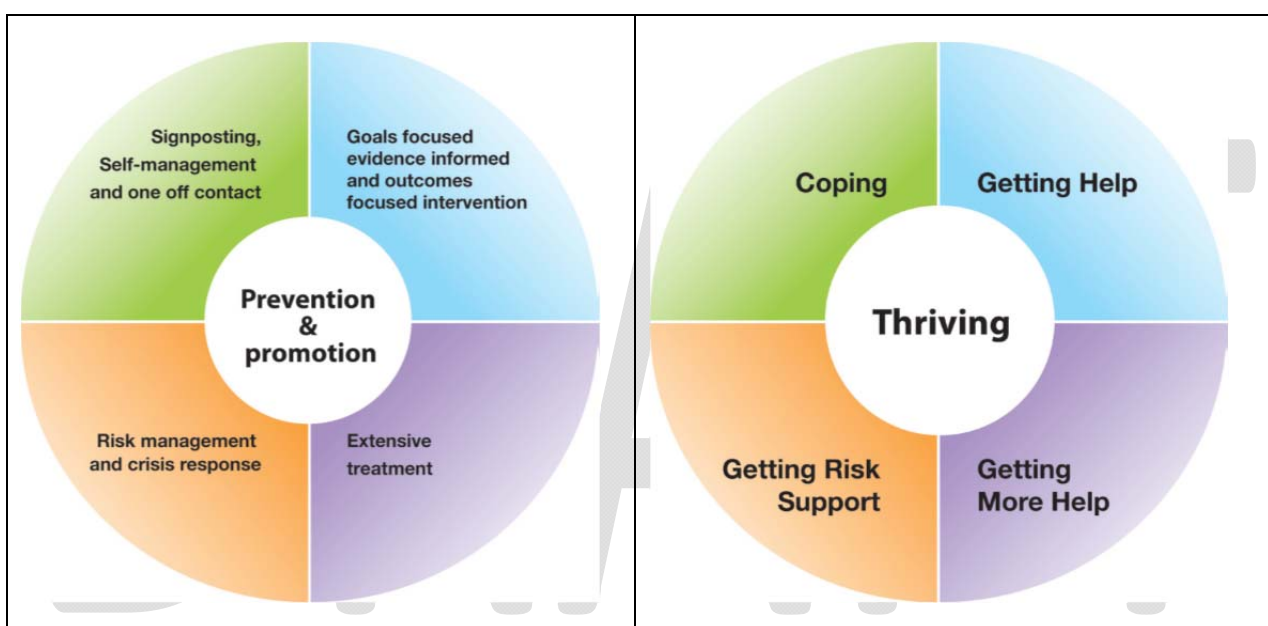 Signposting,
Self-management
and one off contact
Goals focused
evidence informed
and outcomes
focused intervention
Prevention
&
promotion
Risk management
and crisis response
Extensive
treatment
Coping
Getting Help
Thriving
Getting Risk
Support
Getting
More Help